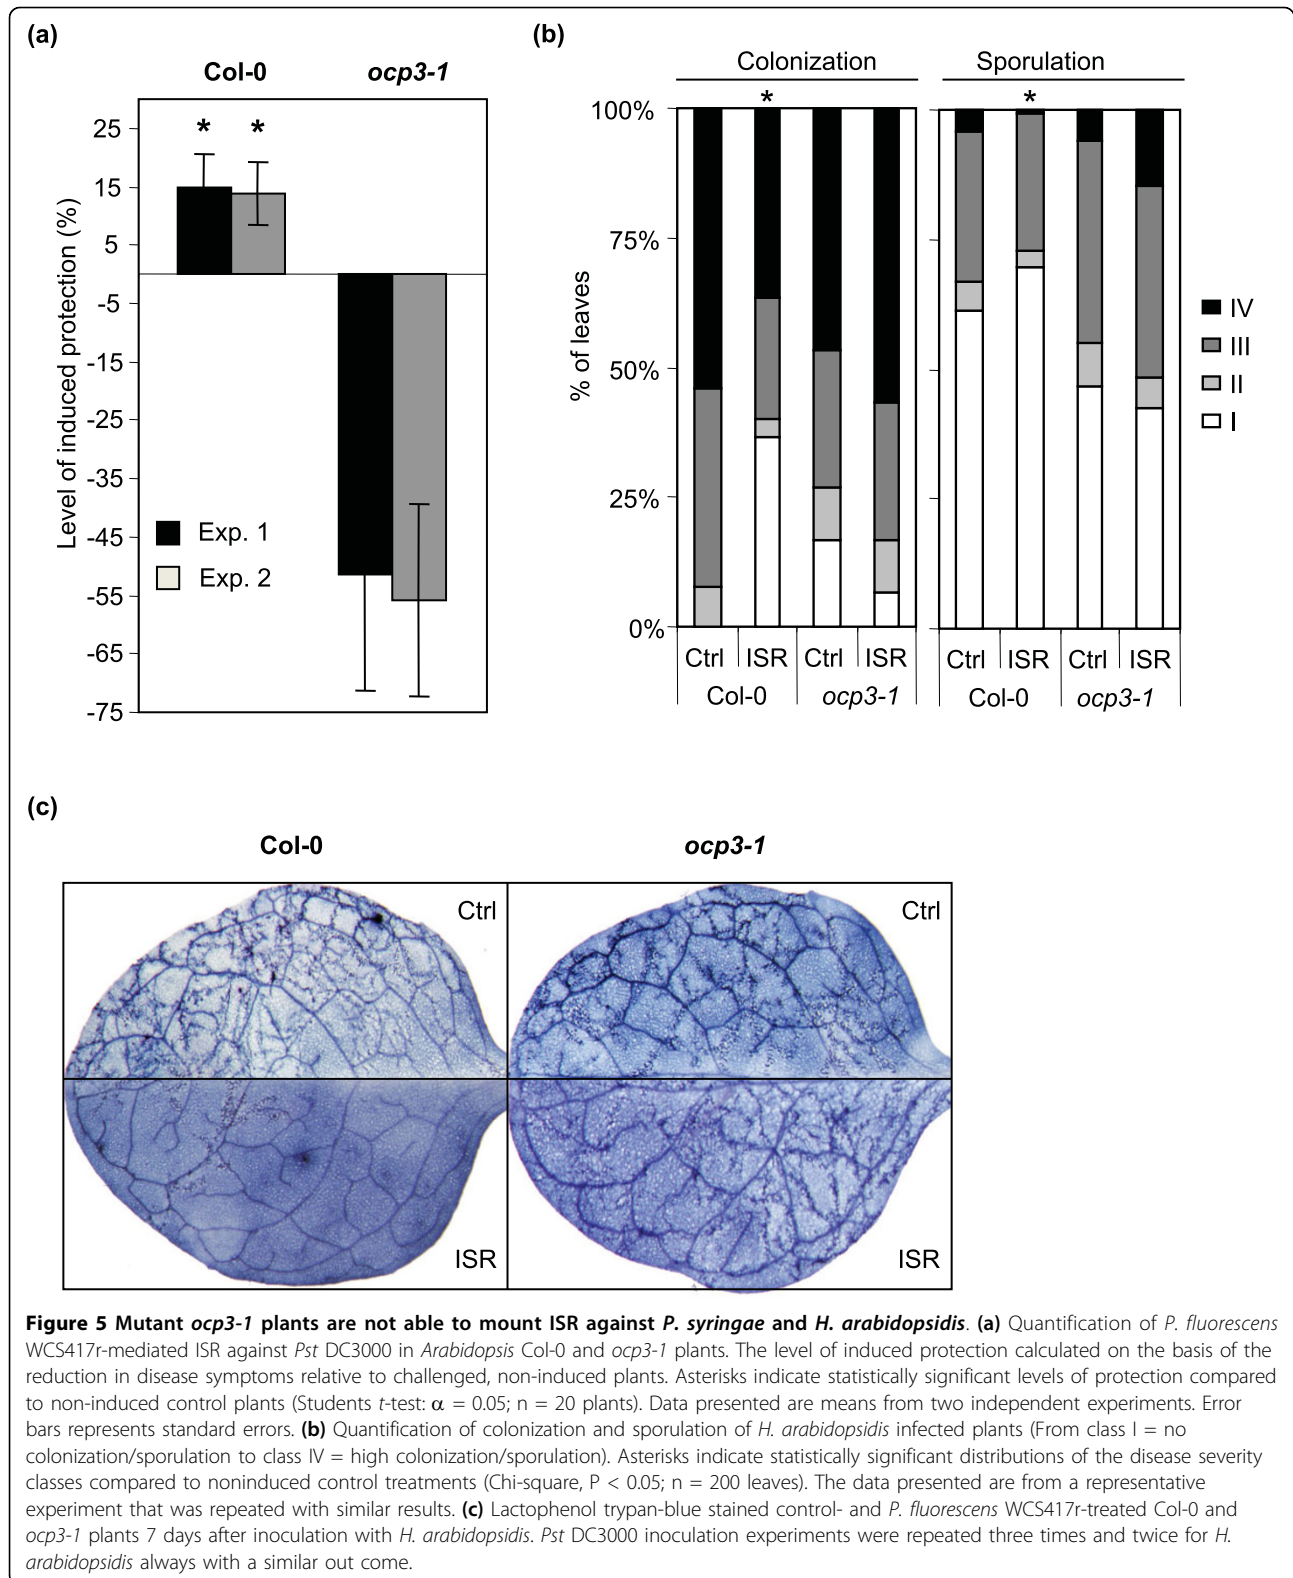 (a)
Col-0 ocp3-1
* *
25
15
5
-5
-15
-25
-35
-45
-55
-65
-75
Level of induced protection (%)
Exp. 1
Exp. 2
(b)
Colonization Sporulation
* *
100%
75%
50%
25%
0%
% of leaves
IV
III
II
I
Ctrl ISR Ctrl ISR Ctrl ISR Ctrl ISR
Col-0 ocp3-1 Col-0 ocp3-1
(c)
Col-0 ocp3-1
Ctrl Ctrl
ISR ISR
Figure 5 Mutant ocp3-1 plants are not able to mount ISR against P. syringae and H. arabidopsidis. (a) Quantification of P. fluorescens
WCS417r-mediated ISR against Pst DC3000 in Arabidopsis Col-0 and ocp3-1 plants. The level of induced protection calculated on the basis of the
reduction in disease symptoms relative to challenged, non-induced plants. Asterisks indicate statistically significant levels of protection compared
to non-induced control plants (Students t-test: α = 0.05; n = 20 plants). Data presented are means from two independent experiments. Error
bars represents standard errors. (b) Quantification of colonization and sporulation of H. arabidopsidis infected plants (From class I = no
colonization/sporulation to class IV = high colonization/sporulation). Asterisks indicate statistically significant distributions of the disease severity
classes compared to noninduced control treatments (Chi-square, P < 0.05; n = 200 leaves). The data presented are from a representative
experiment that was repeated with similar results. (c) Lactophenol trypan-blue stained control- and P. fluorescens WCS417r-treated Col-0 and
ocp3-1 plants 7 days after inoculation with H. arabidopsidis. Pst DC3000 inoculation experiments were repeated three times and twice for H.
arabidopsidis always with a similar out come.